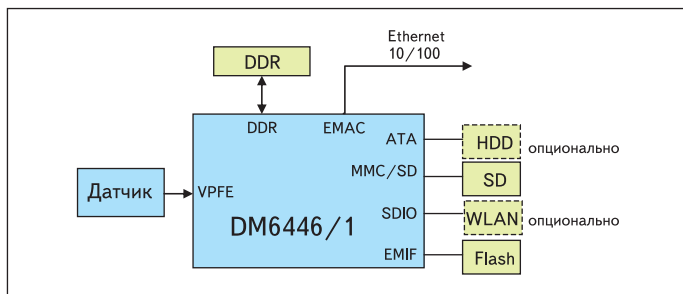 Ethernet
10/100
DDR
DDR
EMAC
ATA
HDD
опционально
MMC/SD
SD
Датчик
VPFE
SDIO
WLAN
опционально
DM6446/1
EMIF
Flash